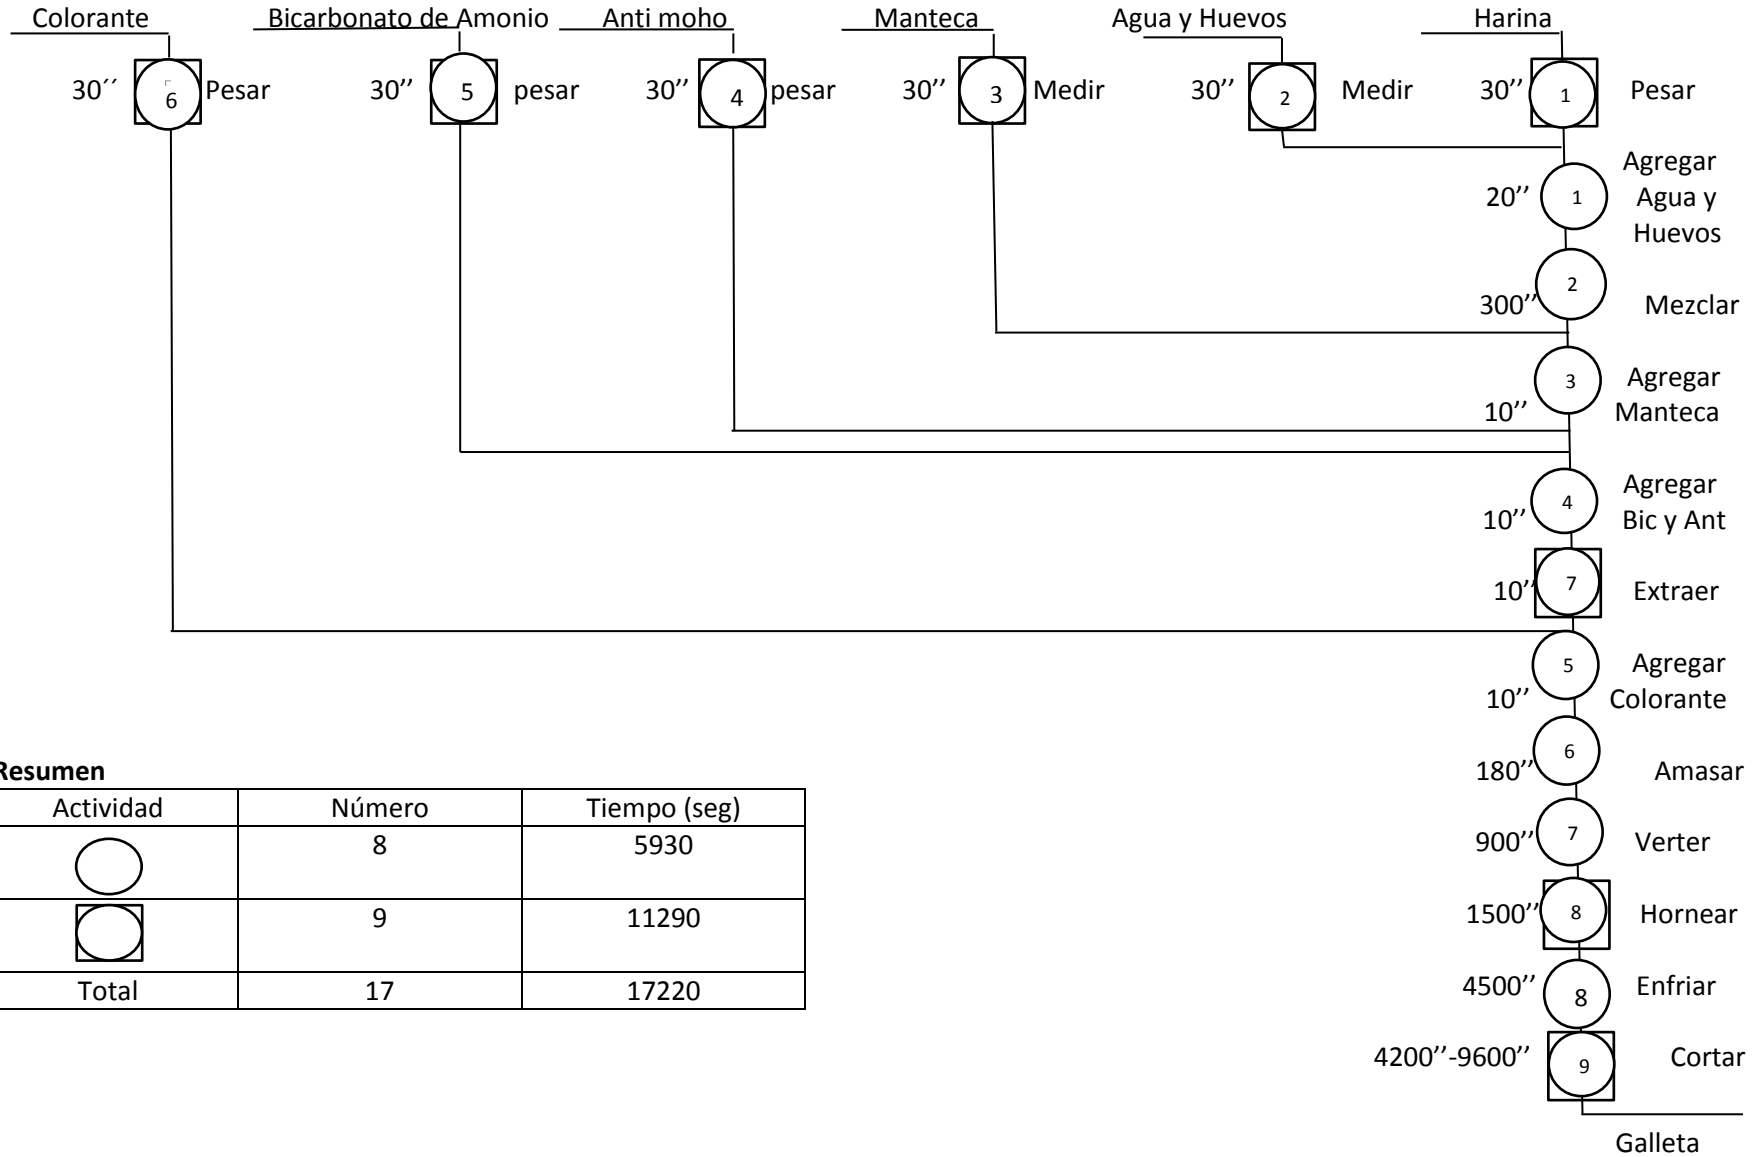 Colorante Bicarbonato de Amonio Anti moho Manteca Agua y Huevos Harina
30´´ 6 Pesar 30’’ 5 pesar 30’’ 4 pesar 30’’ 3 Medir 30’’ 2 Medir 30’’ 1 Pesar
Agregar
20’’ 1 Agua y
Huevos
2
300’’ Mezclar
3 Agregar
10’’ Manteca
Agregar
4
10’’ Bic y Ant
10’’ 7 Extraer
5 Agregar
10’’ Colorante
6
180’’ Amasar
900’’ 7 Verter
1500’’ 8 Hornear
4500’’ 8 Enfriar
4200’’-9600’’ 9 Cortar
Galleta
Resumen
Actividad Número Tiempo (seg)
8 5930
9 11290
Total 17 17220